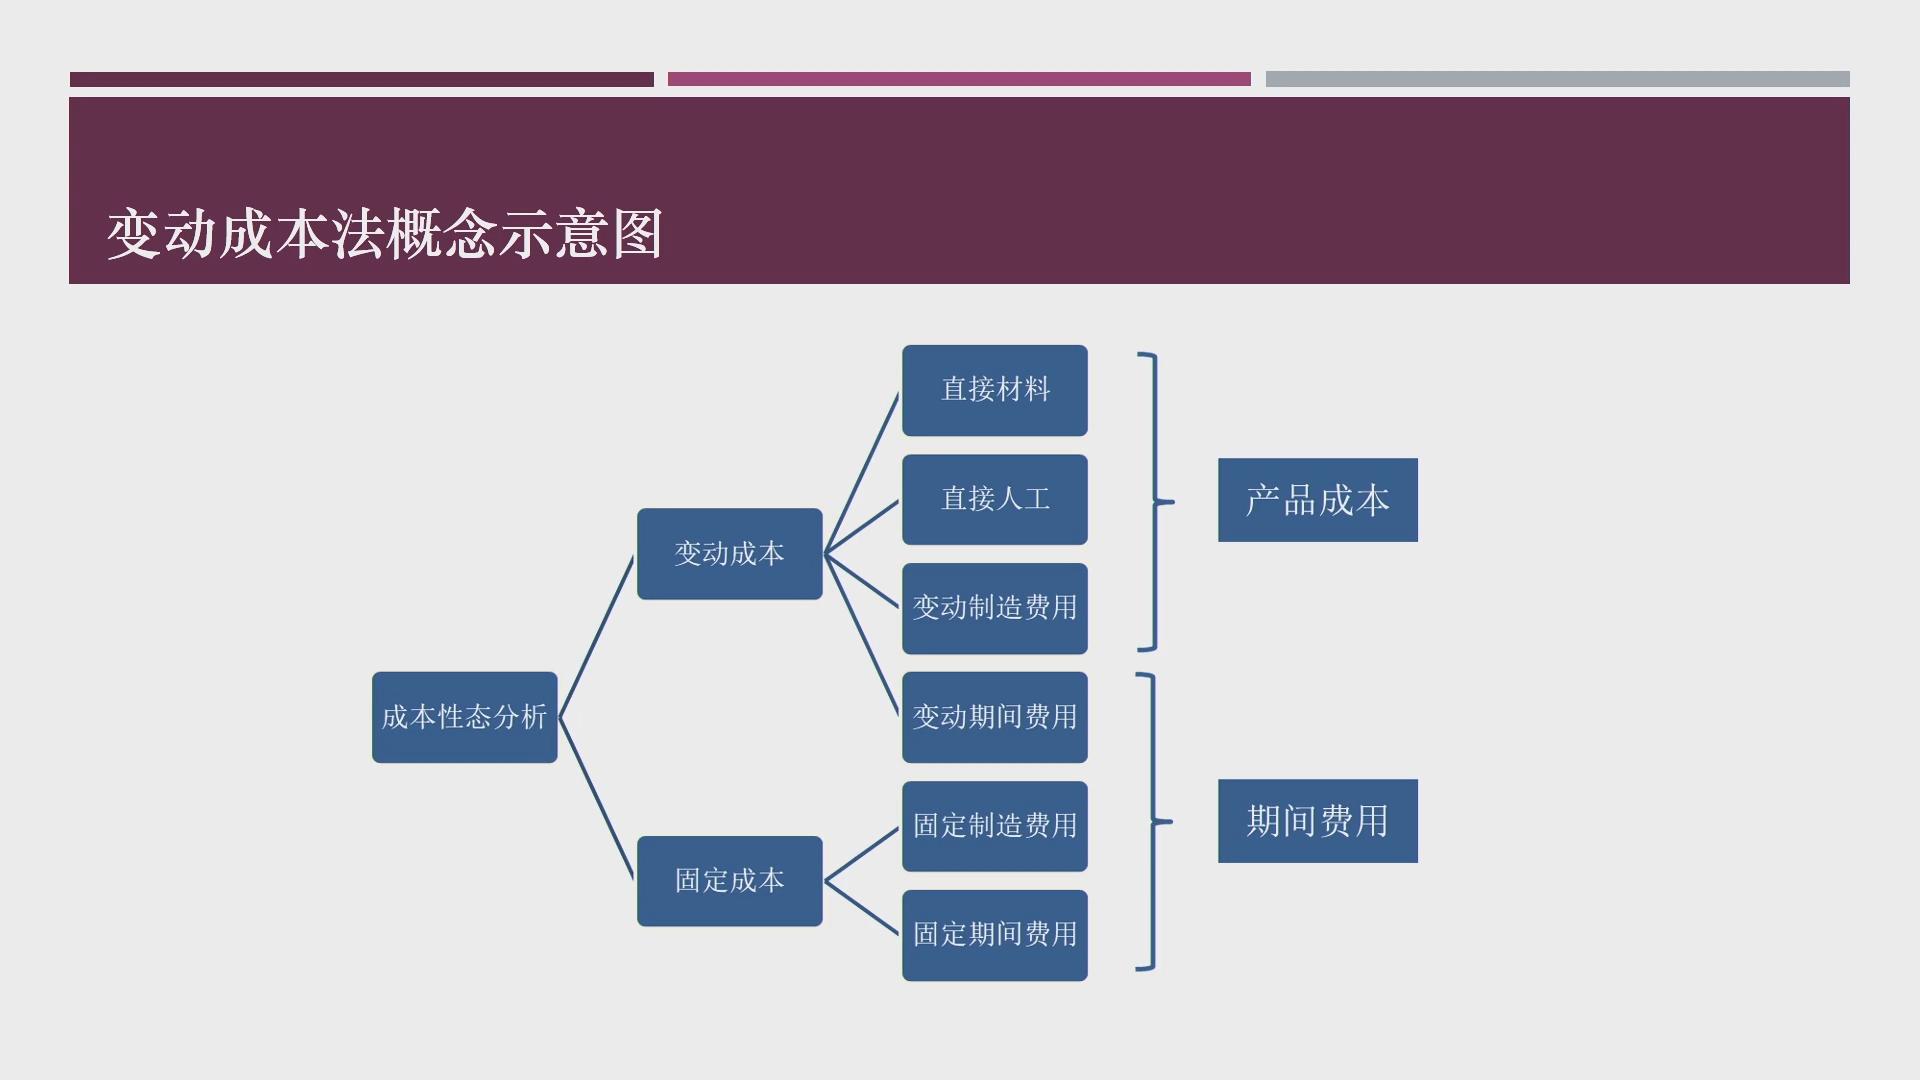 变动成本法概念示意图
成本性态分析
变动成本
固定成本
直接材料
直接人工
变动制造费用
变动期间费用
固定制造费用
固定期间费用
产品成本
期间费用